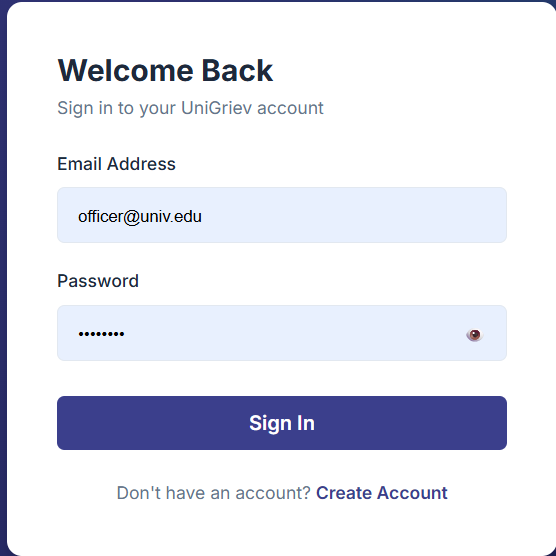 Welcome Back
Sign in to your UniGriev account
Email Address
officer@univ.edu
Password
••••••••
Sign In
Don't have an account? Create Account